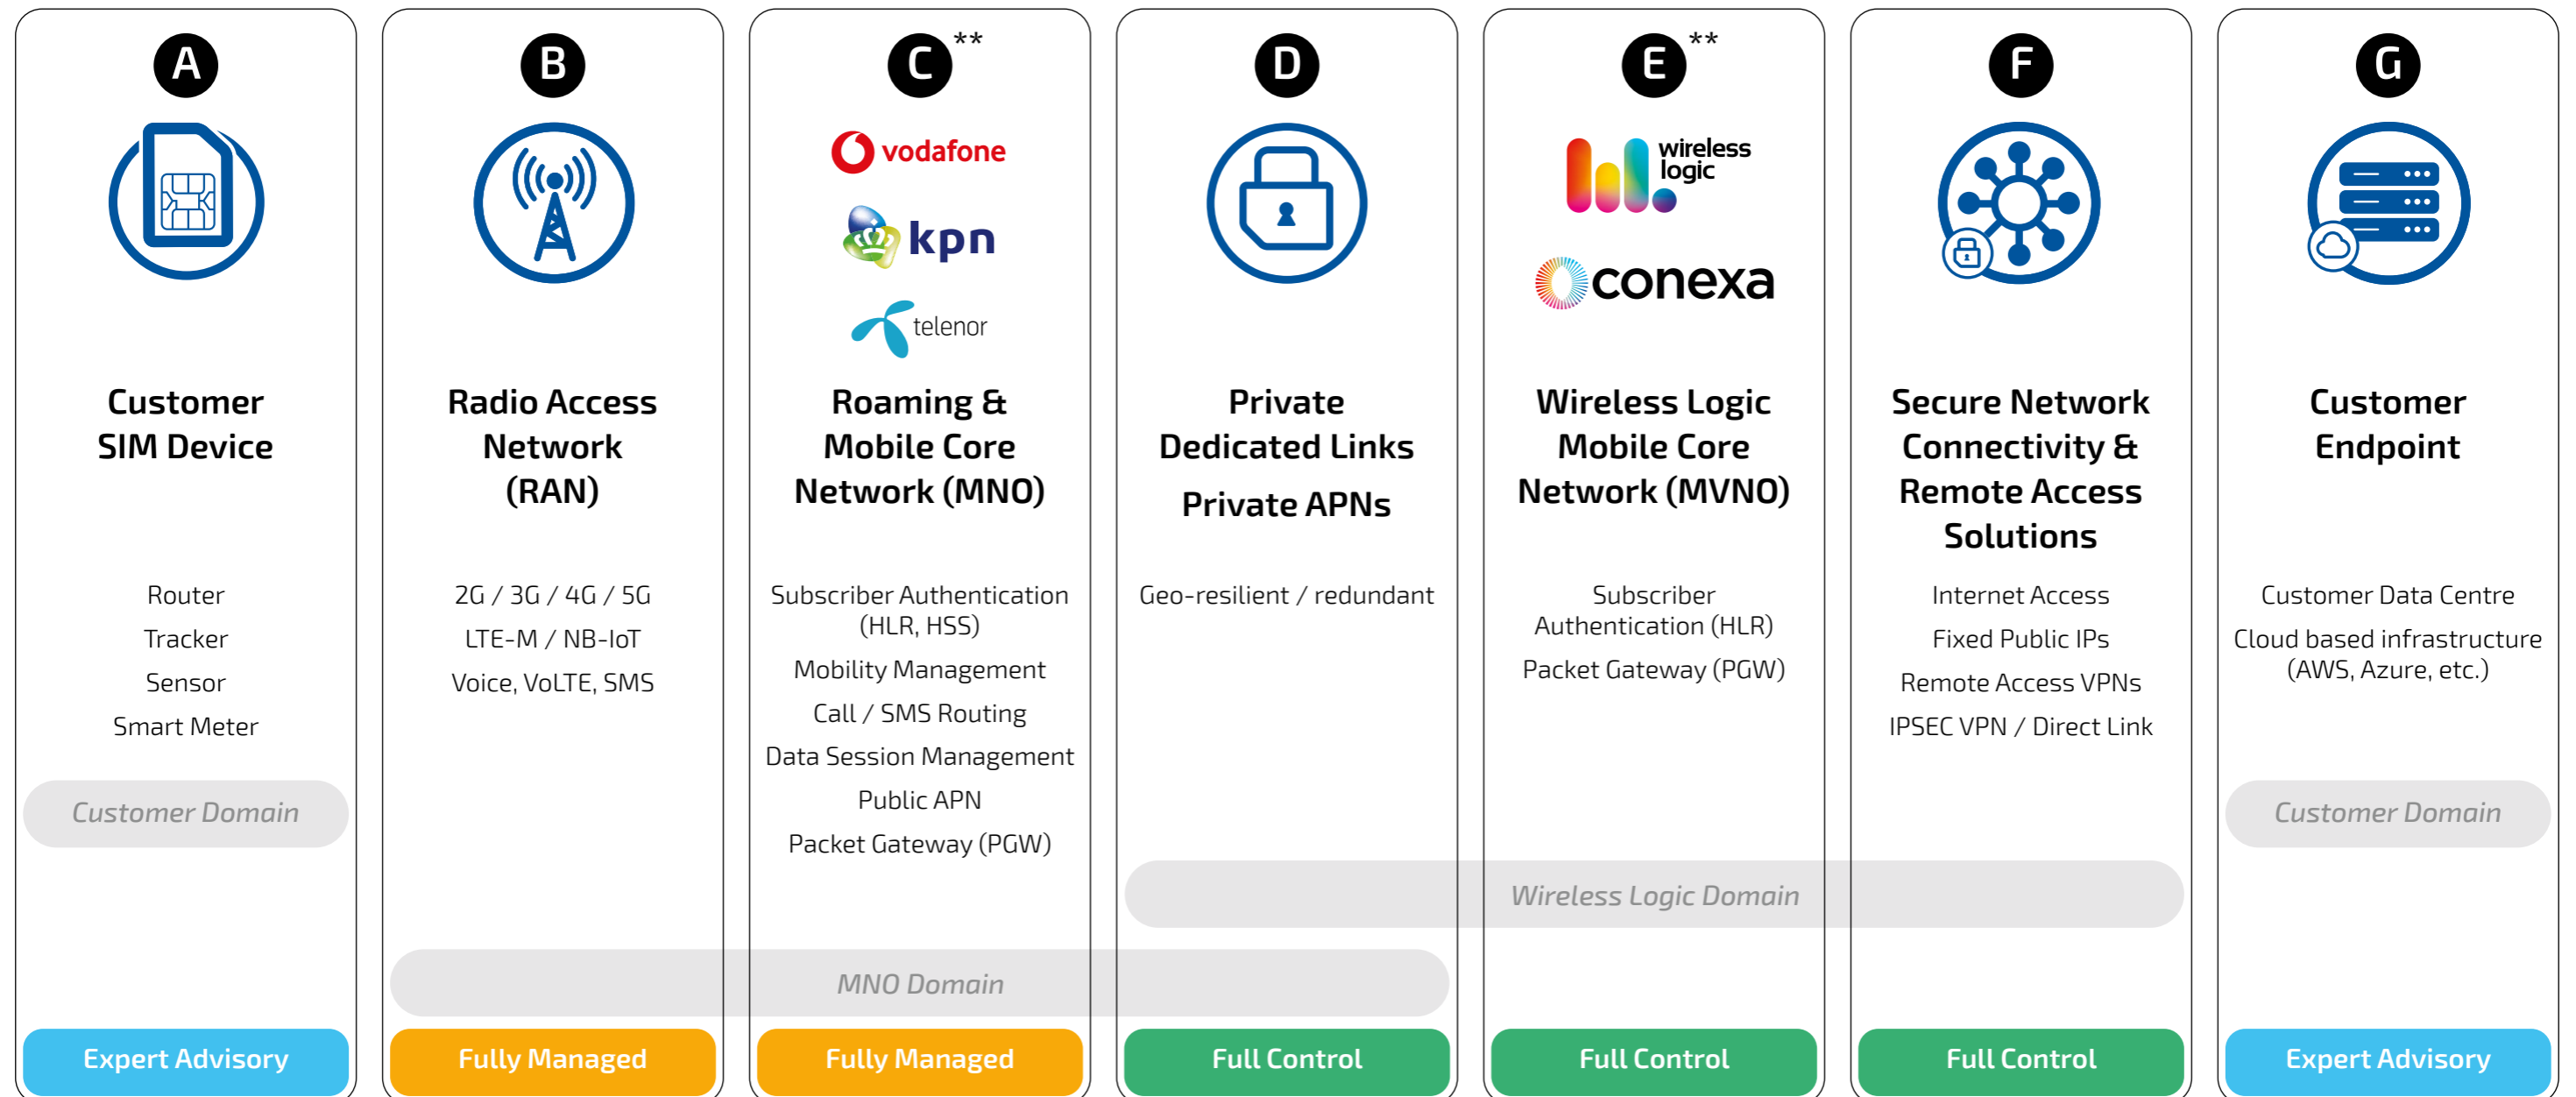 A
Customer
SIM Device
Router
Tracker
Sensor
Smart Meter
Customer Domain
Expert Advisory
B
Radio Access
Network
(RAN)
2G / 3G / 4G / 5G
LTE-M / NB-IoT
Voice, VoLTE, SMS
Fully Managed
C**
vodafone
kpn
telenor
Roaming &
Mobile Core
Network (MNO)
Subscriber Authentication
(HLR, HSS)
Mobility Management
Call / SMS Routing
Data Session Management
Public APN
Packet Gateway (PGW)
MNO Domain
Fully Managed
D
Private
Dedicated Links
Private APNs
Geo-resilient / redundant
Full Control
E**
wireless
logic
conexa
Wireless Logic
Mobile Core
Network (MVNO)
Subscriber
Authentication (HLR)
Packet Gateway (PGW)
Wireless Logic Domain
Full Control
F
Secure Network
Connectivity &
Remote Access
Solutions
Internet Access
Fixed Public IPs
Remote Access VPNs
IPSEC VPN / Direct Link
Full Control
G
Customer
Endpoint
Customer Data Centre
Cloud based infrastructure
(AWS, Azure, etc.)
Customer Domain
Expert Advisory